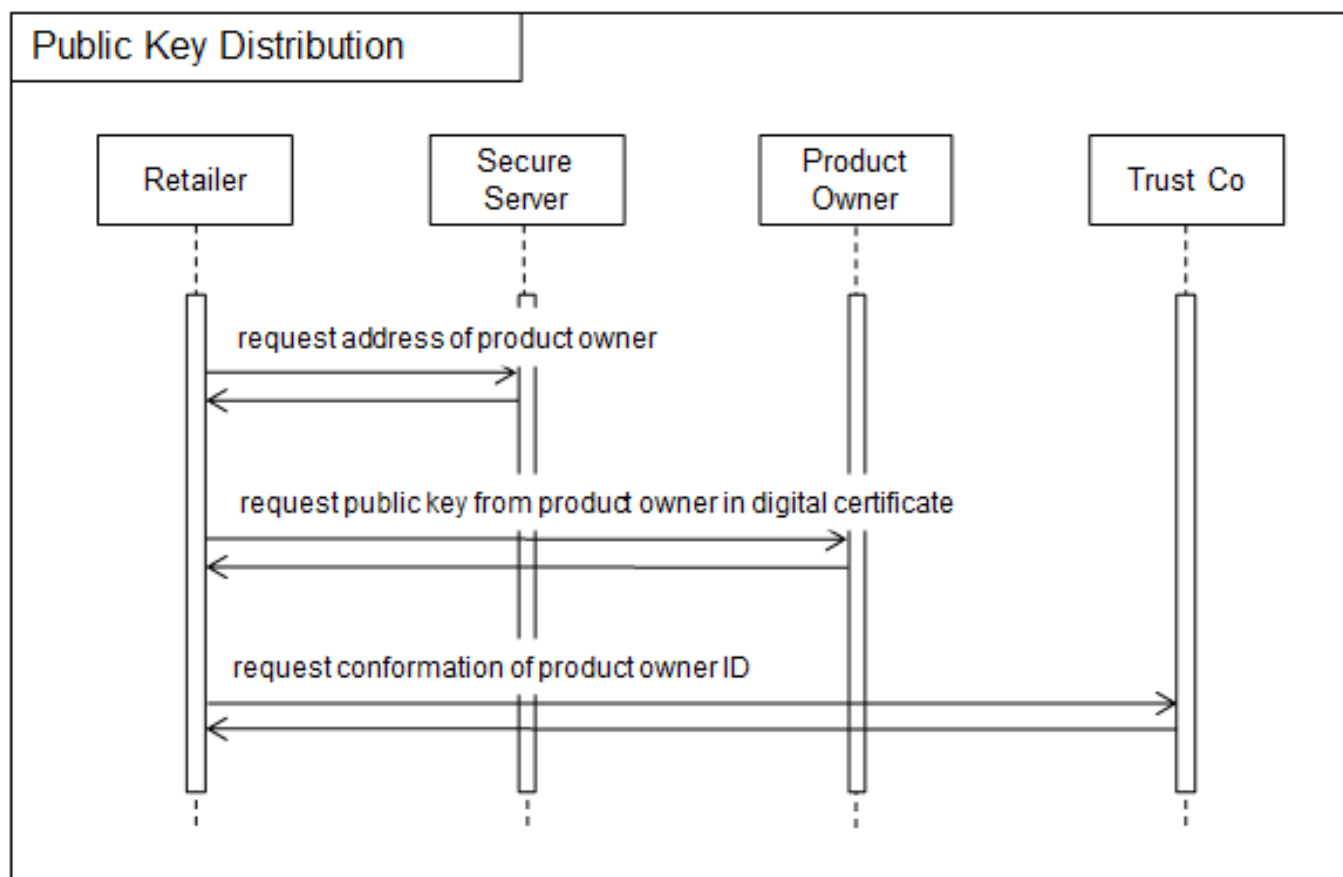 Public Key Distribution
Retailer
Secure
Server
Product
Owner
Trust Co
request address of product owner
request public key from product owner in digital certificate
request conformation of product owner ID